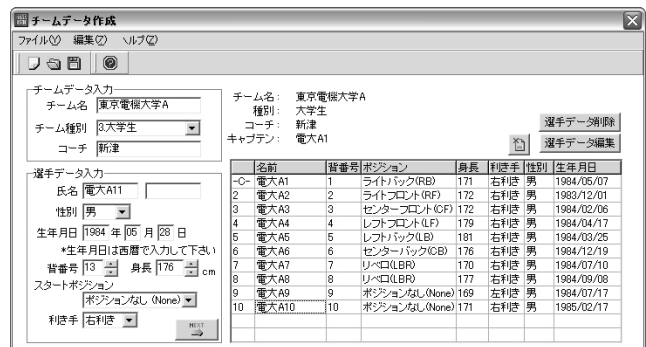 チームデータ作成
ファイル(V) 編集(Z) ヘルプ(Z)
チームデータ入力
チーム名 東京電機大学A
チーム種別 3.大学生
コーチ 新津
チーム名: 東京電機大学A
種別: 大学生
コーチ: 新津
キャプテン: 電大A1
選手データ削除
選手データ編集
選手データ入力
氏名 電大A11
性別 男
生年月日 1984 年 05 月 28 日
*生年月日は西暦で入力して下さい
背番号 13 身長 176 cm
スタートポジション
ポジションなし (None)
利き手 右利き
NEXT
名前 背番号 ポジション 身長 利き手 性別 生年月日
-C- 電大A1 1 ライトバック(RB) 171 右利き 男 1984/05/07
2 電大A2 2 ライトフロント(RF) 172 右利き 男 1983/12/01
3 電大A3 3 センターフロント(CF) 172 右利き 男 1984/02/06
4 電大A4 4 レフトフロント(LF) 179 右利き 男 1984/04/17
5 電大A5 5 レフトバック(LB) 181 右利き 男 1984/03/25
6 電大A6 6 センターバック(CB) 176 右利き 男 1984/12/19
7 電大A7 7 リベロ(LBR) 170 右利き 男 1984/07/10
8 電大A8 8 リベロ(LBR) 177 右利き 男 1984/09/08
9 電大A9 9 ポジションなし(None) 169 左利き 男 1984/07/17
10 電大A10 10 ポジションなし(None) 171 右利き 男 1985/02/17